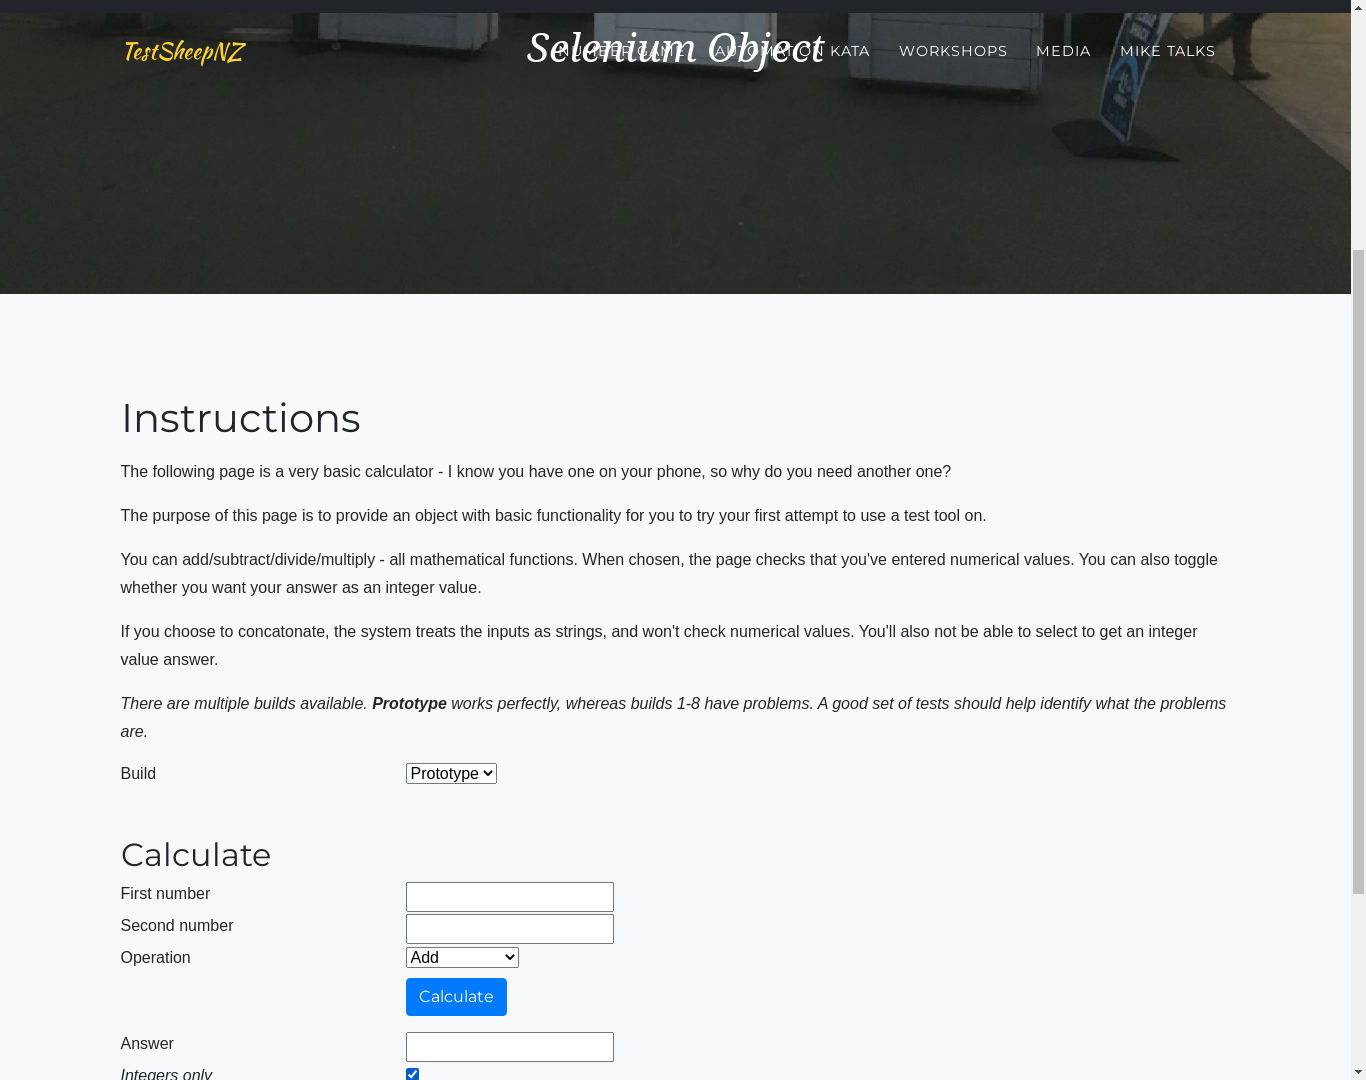 TestSheepNZ
Selenium Object
NUMBER GAME
AUTOMATION KATA
WORKSHOPS
MEDIA
MIKE TALKS
Instructions
The following page is a very basic calculator - I know you have one on your phone, so why do you need another one?
The purpose of this page is to provide an object with basic functionality for you to try your first attempt to use a test tool on.
You can add/subtract/divide/multiply - all mathematical functions. When chosen, the page checks that you've entered numerical values. You can also toggle
whether you want your answer as an integer value.
If you choose to concatonate, the system treats the inputs as strings, and won't check numerical values. You'll also not be able to select to get an integer
value answer.
There are multiple builds available. Prototype works perfectly, whereas builds 1-8 have problems. A good set of tests should help identify what the problems
are.
Build
Prototype
Calculate
First number
Second number
Operation
Add
Calculate
Answer
Integers only